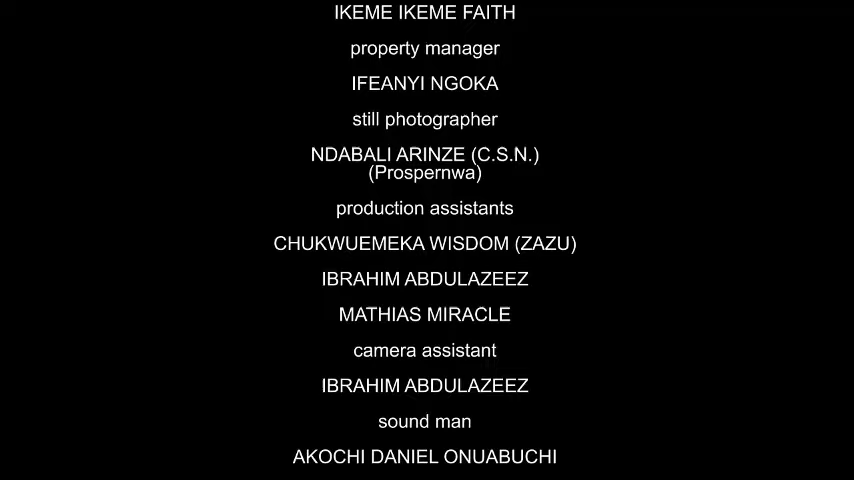 IKEME IKEME FAITH
property manager
IFEANYI NGOKA
still photographer
NDABALI ARINZE (C.S.N.)
(Prospernwa)
production assistants
CHUKWUEMEKA WISDOM (ZAZU)
IBRAHIM ABDULAZEEZ
MATHIAS MIRACLE
camera assistant
IBRAHIM ABDULAZEEZ
sound man
AKOCHI DANIEL ONUABUCHI